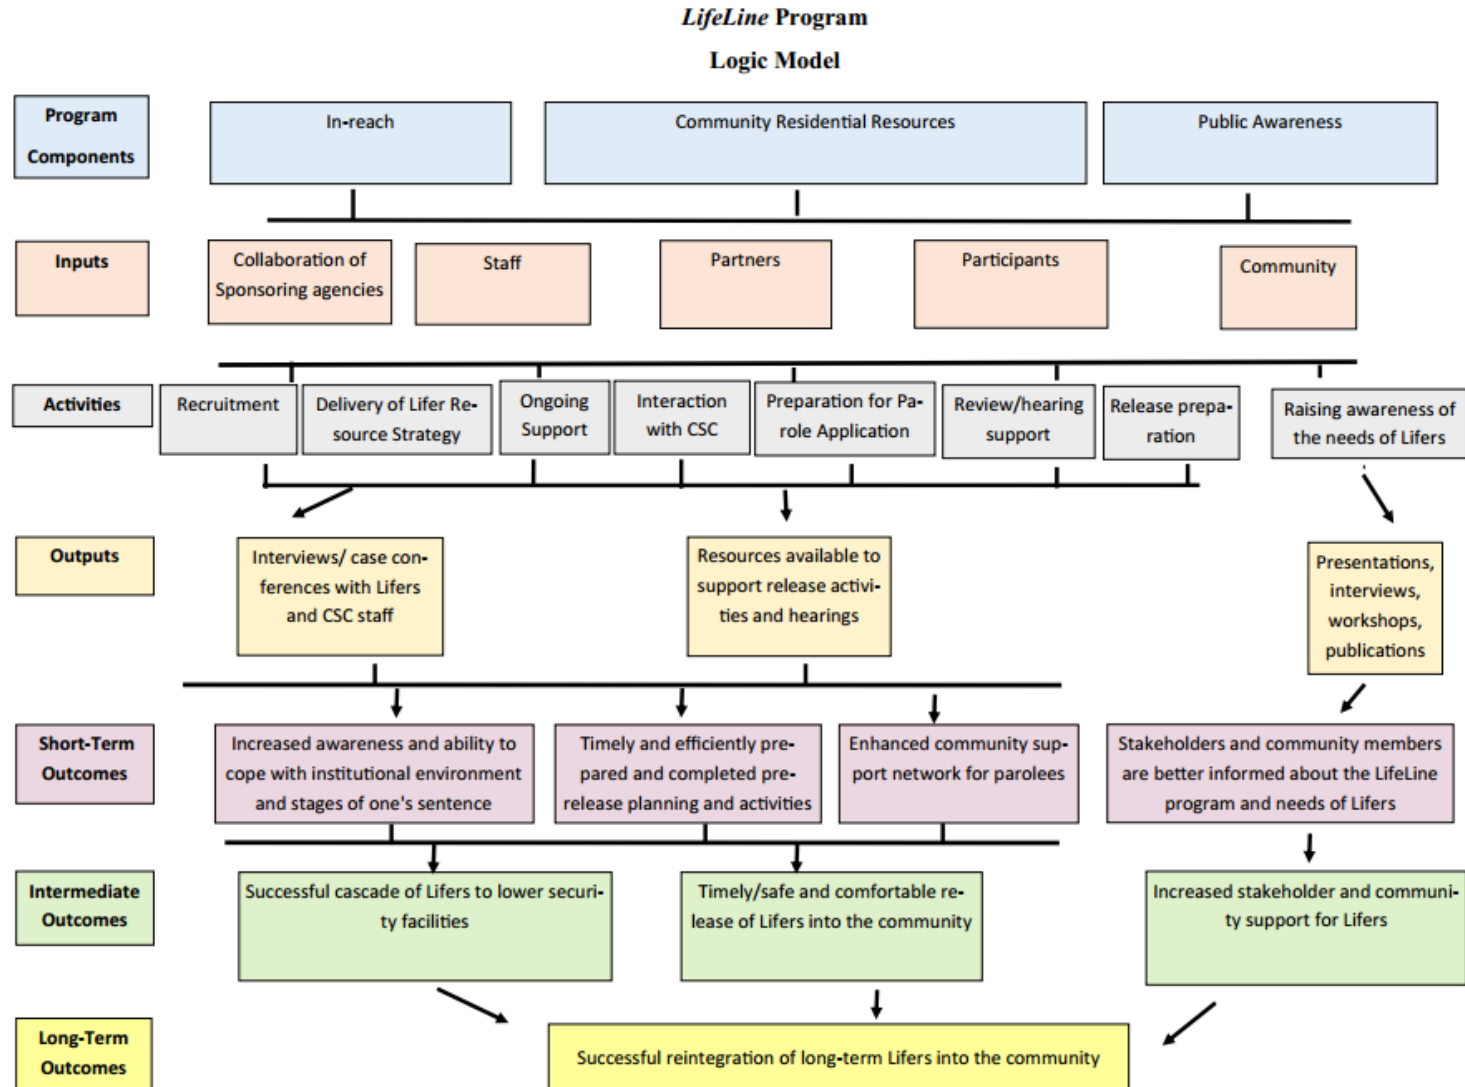 LifeLine Program
Logic Model
Program
Components
In-reach
Community Residential Resources
Public Awareness
Inputs
Collaboration of
Sponsoring agencies
Staff
Partners
Participants
Community
Activities
Recruitment
Delivery of Lifer Re-
source Strategy
Ongoing
Support
Interaction
with CSC
Preparation for Pa-
role Application
Review/hearing
support
Release prepa-
ration
Raising awareness of
the needs of Lifers
Outputs
Interviews/ case con-
ferences with Lifers
and CSC staff
Resources available to
support release activi-
ties and hearings
Presentations,
interviews,
workshops,
publications
Short-Term
Outcomes
Increased awareness and ability to
cope with institutional environment
and stages of one's sentence
Timely and efficiently pre-
pared and completed pre-
release planning and activities
Enhanced community sup-
port network for parolees
Stakeholders and community members
are better informed about the LifeLine
program and needs of Lifers
Intermediate
Outcomes
Successful cascade of Lifers to lower securi-
ty facilities
Timely/safe and comfortable re-
lease of Lifers into the community
Increased stakeholder and communi-
ty support for Lifers
Long-Term
Outcomes
Successful reintegration of long-term Lifers into the community